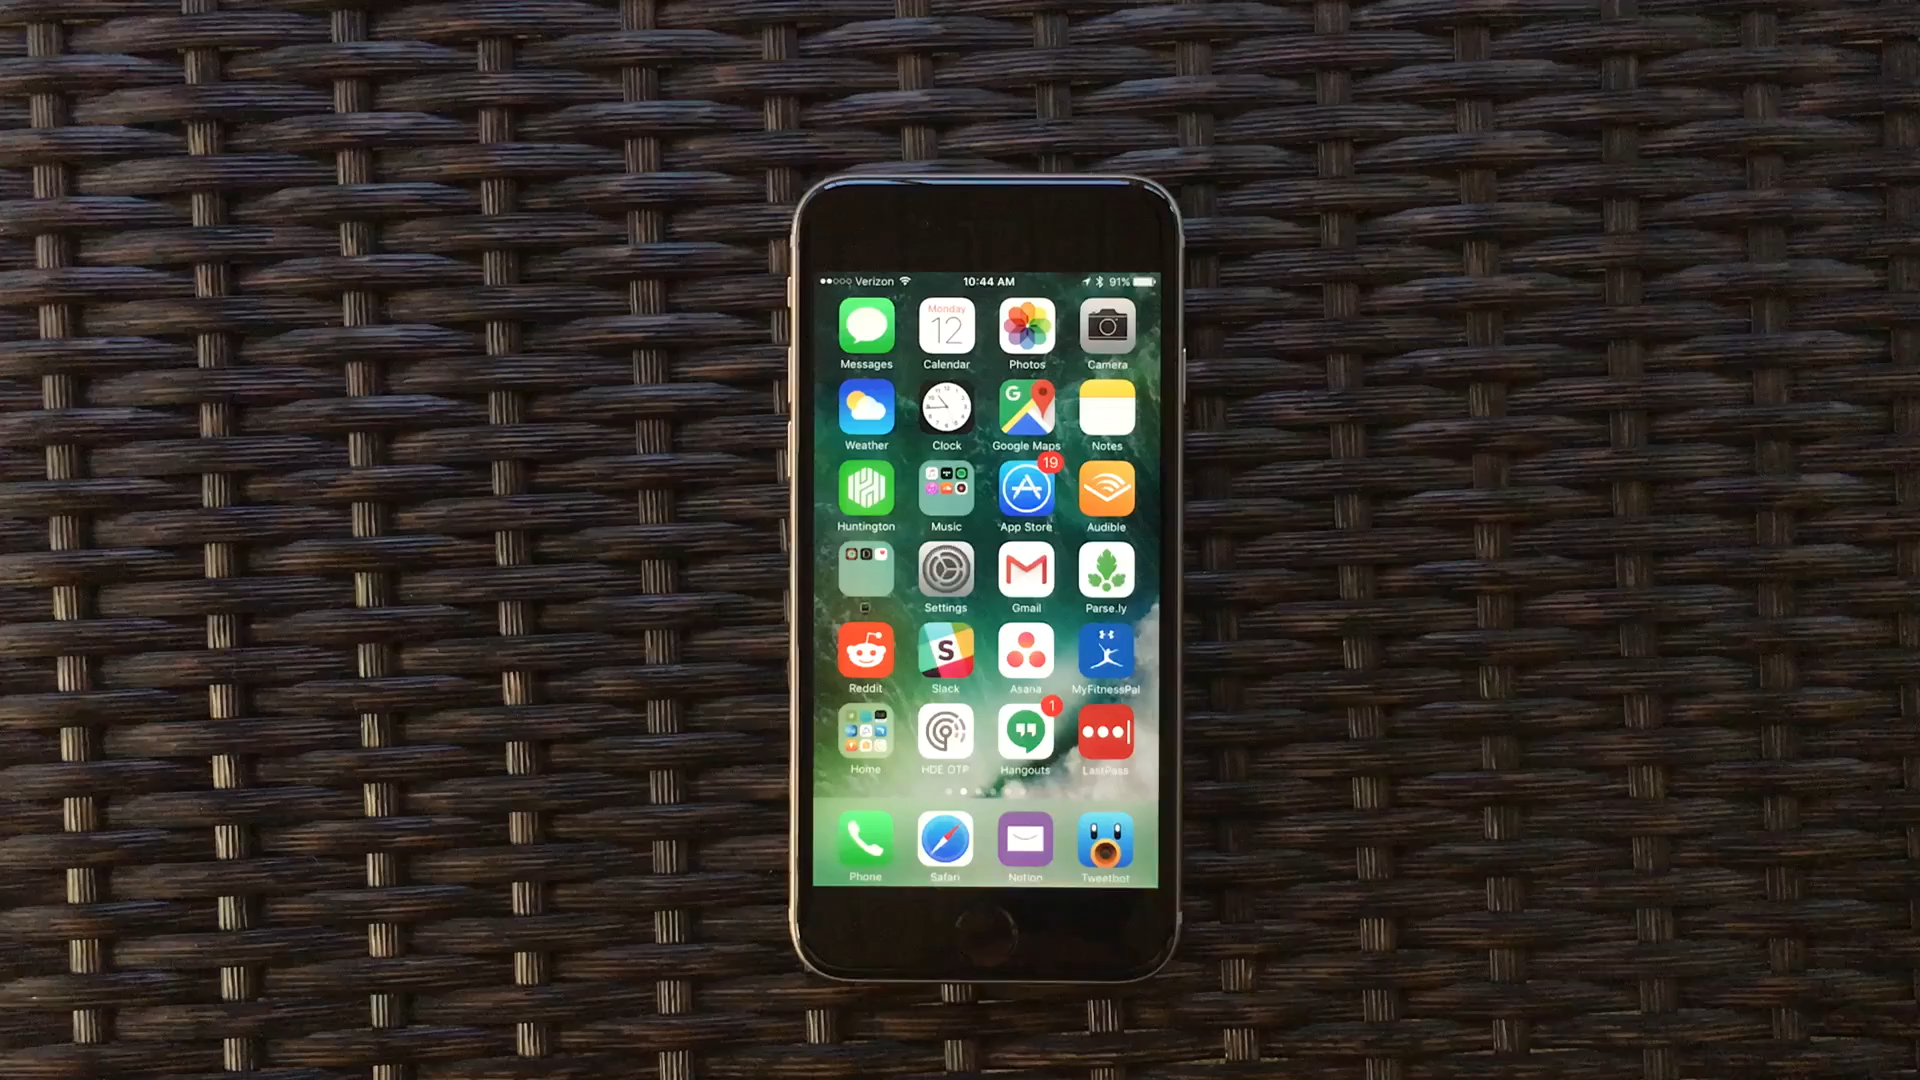 Verizon 10:44 AM 91%
Monday
12
Messages Calendar Photos Camera
G
Weather Clock Google Maps Notes
19
Huntington Music App Store Audible
Settings Gmail Parse.ly
S
Reddit Slack Asana MyFitnessPal
1
Home HDE OTP Hangouts LastPass
Phone Safari Notion Tweetbot